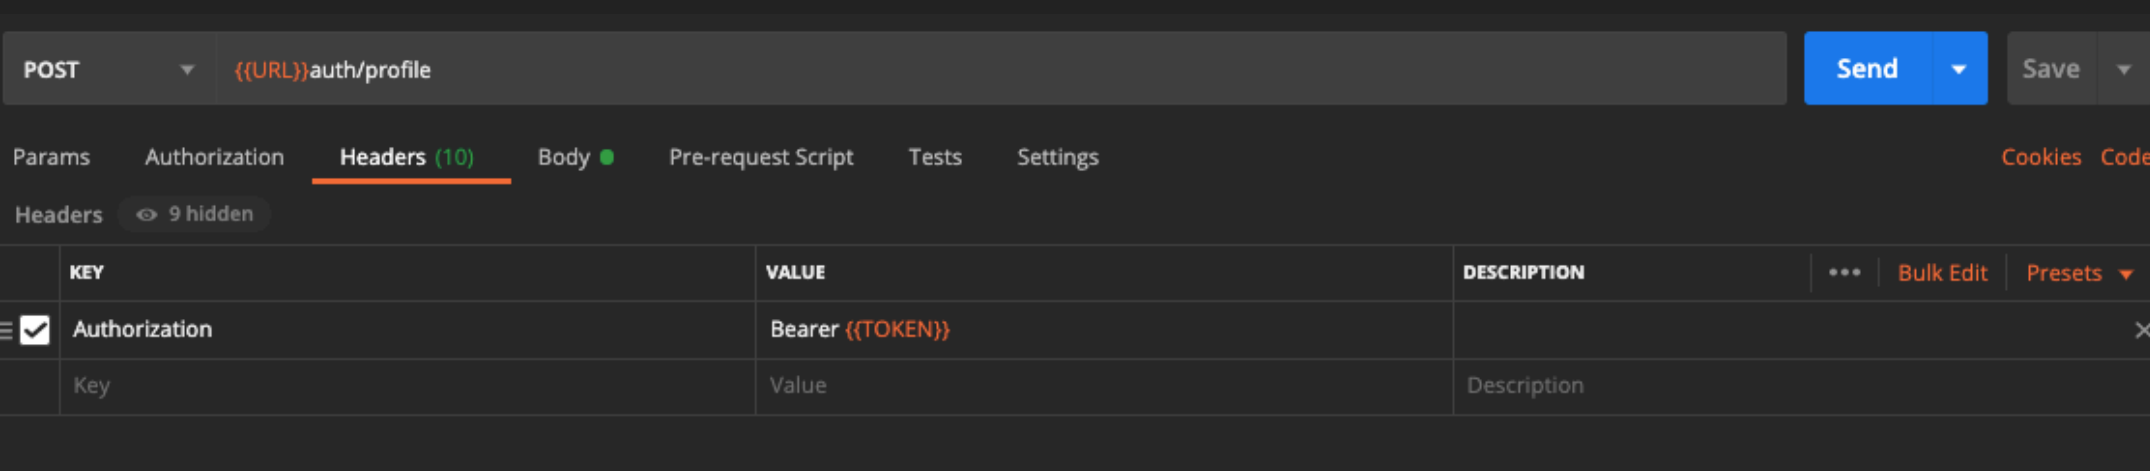 POST {{URL}}auth/profile Send Save
Params Authorization Headers (10) Body Pre-request Script Tests Settings Cookies Code
Headers 9 hidden
KEY VALUE DESCRIPTION ••• Bulk Edit Presets
Authorization Bearer {{TOKEN}}
Key Value Description